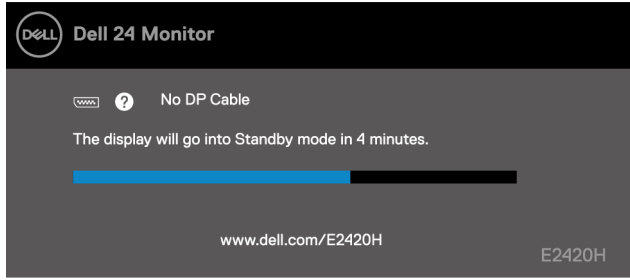 DELL Dell 24 Monitor
? No DP Cable
The display will go into Standby mode in 4 minutes.
www.dell.com/E2420H
E2420H